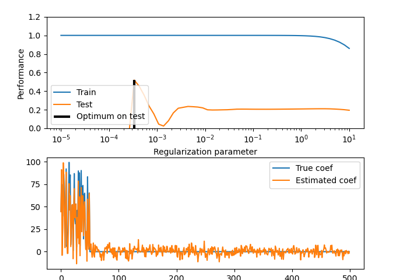 1.2
1.0
0.8
0.6
0.4
0.2
0.0
Performance
Train
Test
Optimum on test
10⁻⁵ 10⁻⁴ 10⁻³ 10⁻² 10⁻¹ 10⁰ 10¹
Regularization parameter
100
75
50
25
0
True coef
Estimated coef
0 100 200 300 400 500